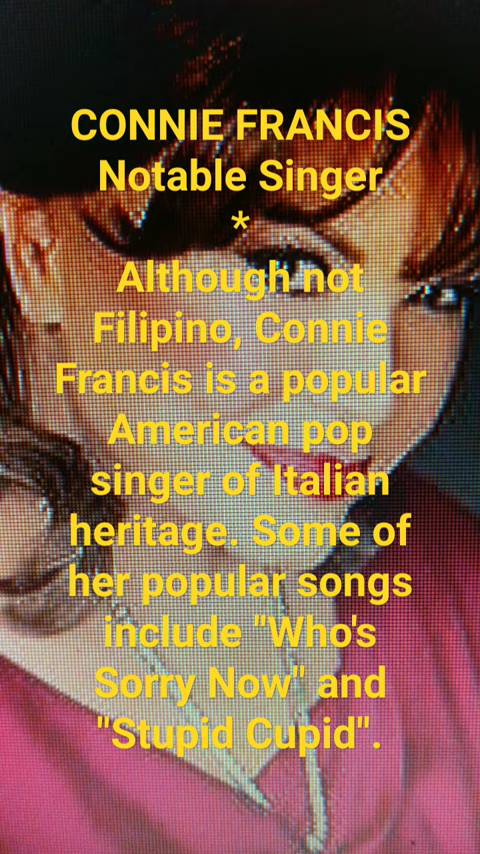 CONNIE FRANCIS
Notable Singer
*
Although not
Filipino, Connie
Francis is a popular
American pop
singer of Italian
heritage. Some of
her popular songs
include "Who's
Sorry Now" and
"Stupid Cupid".